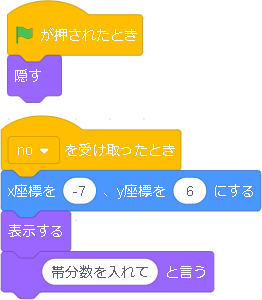 が押されたとき
隠す
no を受け取ったとき
x座標を -7 、y座標を 6 にする
表示する
帯分数を入れて と言う